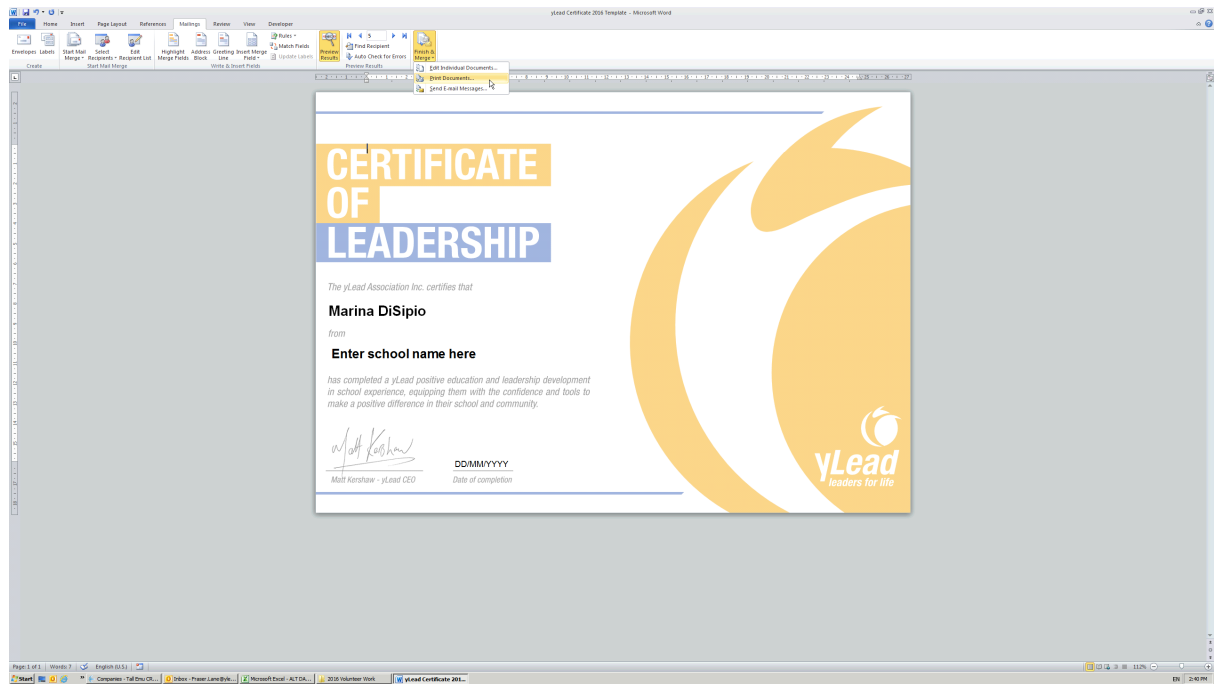 yLead Certificate 2016 Template - Microsoft Word
File Home Insert Page Layout References Mailings Review View Developer
Envelopes Labels
Start Mail Merge
Select Recipients
Edit Recipient List
Highlight Merge Fields
Address Block
Greeting Line
Insert Merge Field
Rules
Match Fields
Update Labels
Preview Results
5
Find Recipient
Auto Check for Errors
Finish & Merge
Create
Start Mail Merge
Write & Insert Fields
Preview Results
Edit Individual Documents...
Print Documents...
Send E-mail Messages...
CERTIFICATE
OF
LEADERSHIP
The yLead Association Inc. certifies that
Marina DiSipio
from
Enter school name here
has completed a yLead positive education and leadership development
in school experience, equipping them with the confidence and tools to
make a positive difference in their school and community.
Matt Kershaw
DD/MM/YYYY
Matt Kershaw - yLead CEO
Date of completion
yLead
leaders for life
Page: 1 of 1 Words: 7 English (U.S.) 112%
Start Companies - Tall Emu CR... Inbox - Fraser.Lane@yle... Microsoft Excel - ALT DA... 2016 Volunteer Work yLead Certificate 201... EN 2:40 PM